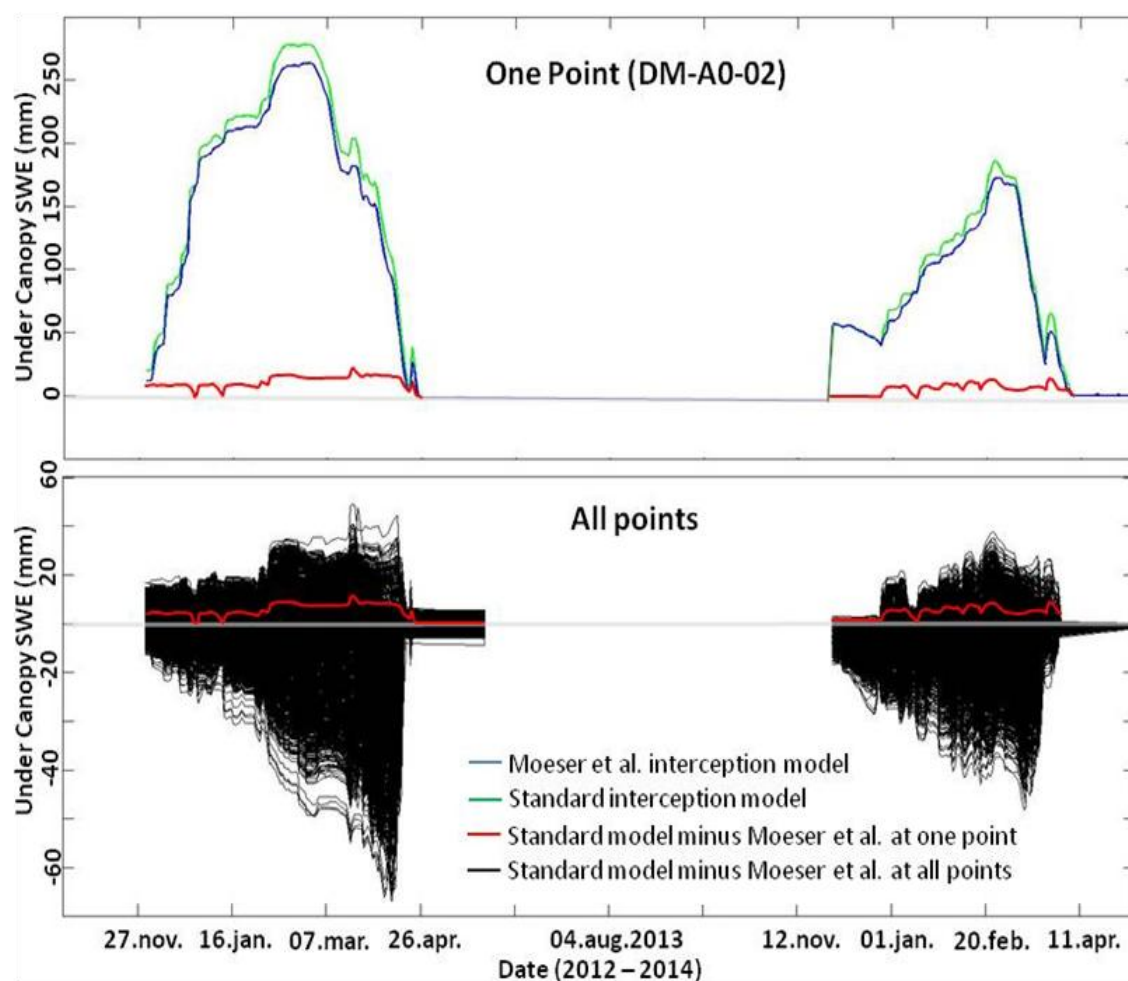 One Point (DM-A0-02)
Under Canopy SWE (mm)
250
200
150
100
50
0
All points
Under Canopy SWE (mm)
60
20
-20
-40
-60
Moeser et al. interception model
Standard interception model
Standard model minus Moeser et al. at one point
Standard model minus Moeser et al. at all points
27.nov. 16.jan. 07.mar. 26.apr. 04.aug.2013 12.nov. 01.jan. 20.feb. 11.apr.
Date (2012 – 2014)